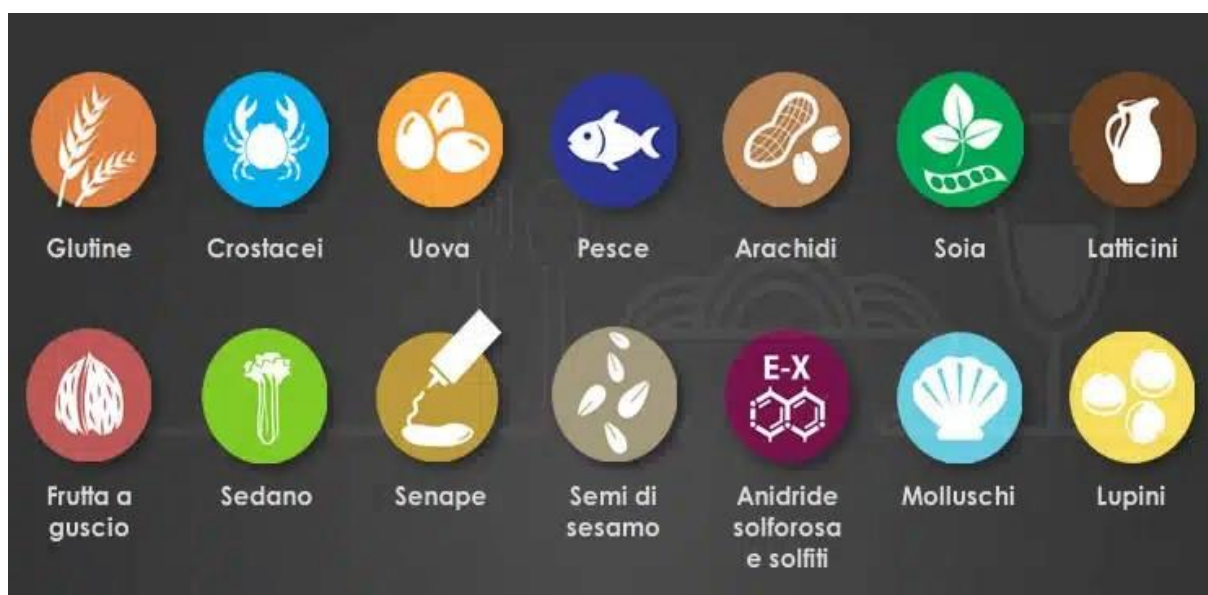 Glutine
Crostacei
Uova
Pesce
Arachidi
Soia
Latticini
Frutta a
guscio
Sedano
Senape
Semi di
sesamo
E-X
Anidride
solforosa
e solfiti
Molluschi
Lupini